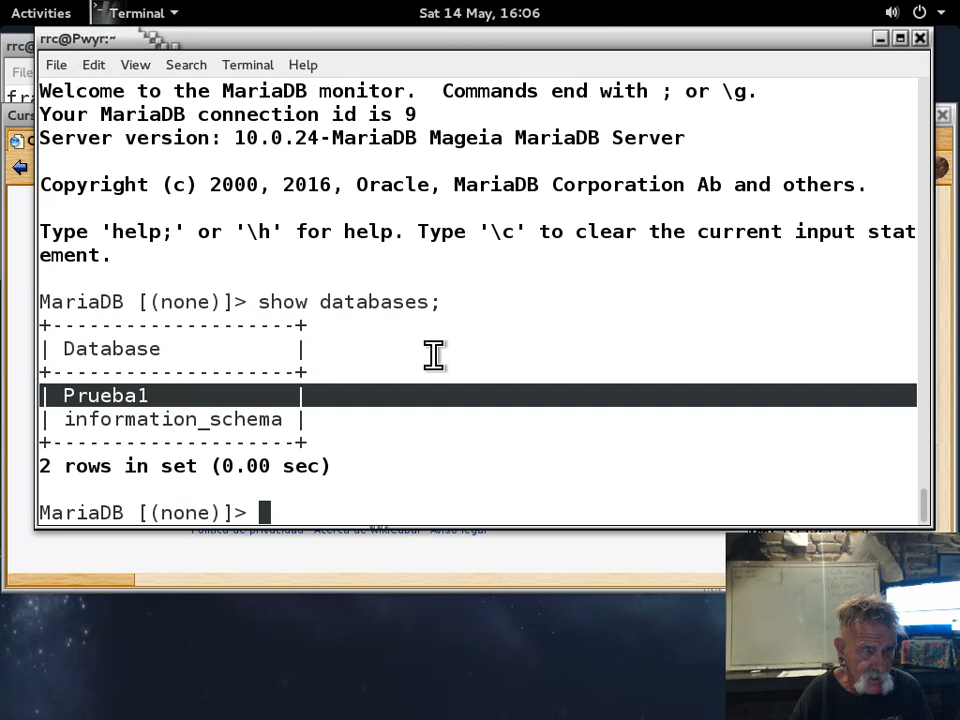 Activities Terminal Sat 14 May, 16:06
rrc@Pwyr:~
File Edit View Search Terminal Help
Welcome to the MariaDB monitor. Commands end with ; or \g.
Your MariaDB connection id is 9
Server version: 10.0.24-MariaDB Mageia MariaDB Server
Copyright (c) 2000, 2016, Oracle, MariaDB Corporation Ab and others.
Type 'help;' or '\h' for help. Type '\c' to clear the current input stat
ement.
MariaDB [(none)]> show databases;
+--------------------+
| Database |
+--------------------+
| Prueba1 |
| information_schema |
+--------------------+
2 rows in set (0.00 sec)
MariaDB [(none)]>